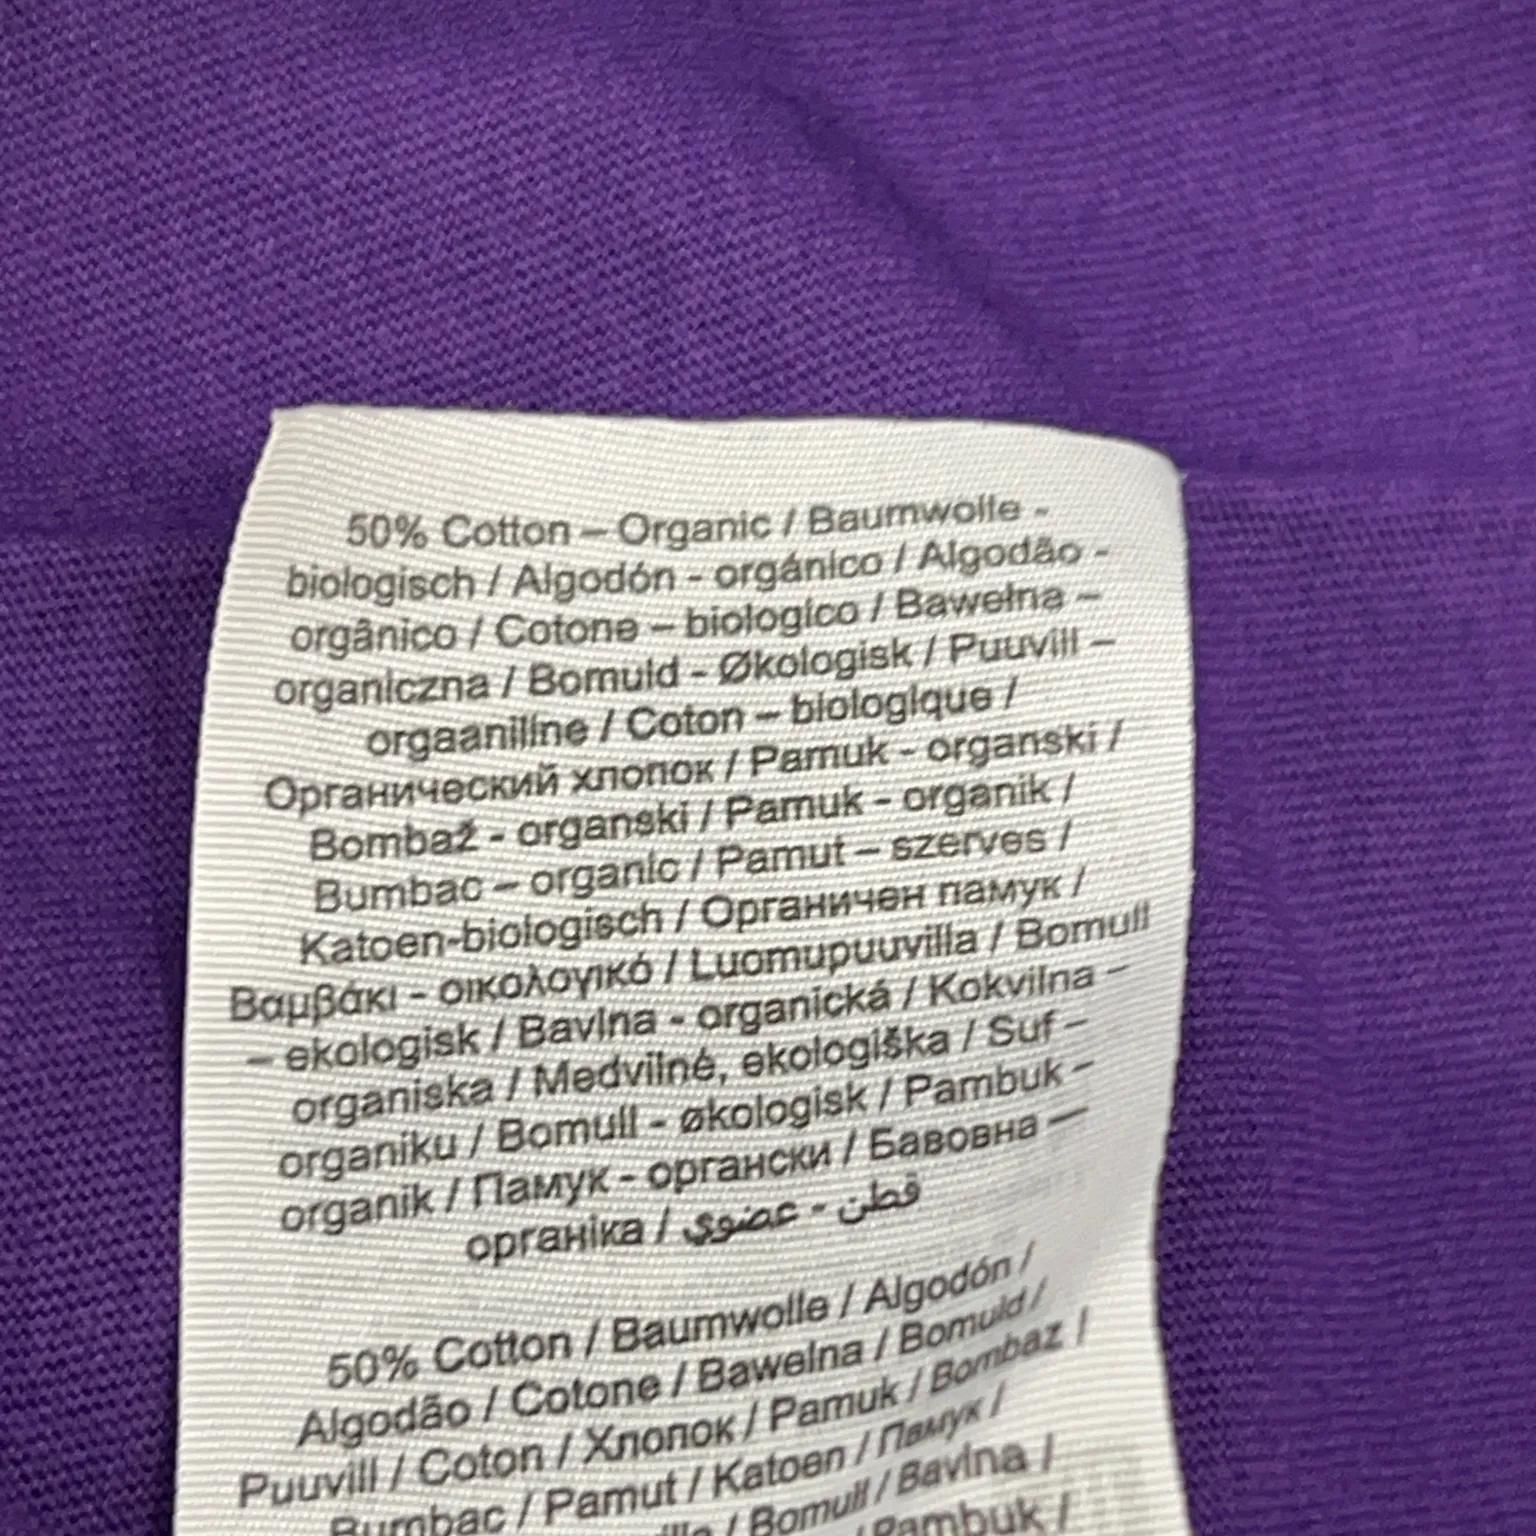 50% Cotton – Organic / Baumwolle -
biologisch / Algodón - orgánico / Algodão -
orgânico / Cotone – biologico / Bawełna –
organiczna / Bomuld - Økologisk / Puuvill –
orgaaniline / Coton – biologique /
Органический хлопок / Pamuk - organski /
Bombaž - organski / Pamuk - organik /
Bumbac – organic / Pamut – szerves /
Katoen-biologisch / Органичен памук /
Βαμβάκι - οικολογικό / Luomupuuvilla / Bomull
– ekologisk / Bavlna - organická / Kokvilna –
organiska / Medvilnė, ekologiška / Suf –
organiku / Bomull - økologisk / Pambuk –
organik / Памук - органски / Бавовна —
органіка / قطن - عضوي
50% Cotton / Baumwolle / Algodón /
Algodão / Cotone / Bawełna / Bomuld /
Puuvill / Coton / Хлопок / Pamuk / Bombaž /
Bumbac / Pamut / Katoen / Памук /
/ Bomull / Bavlna /
/ Pambuk /